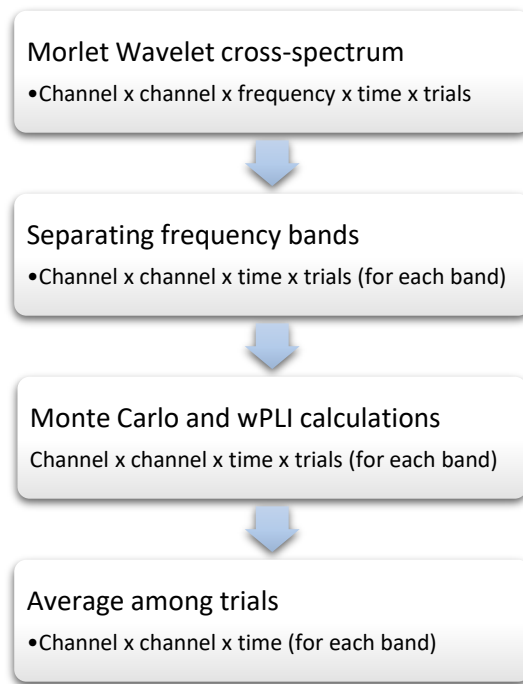 Morlet Wavelet cross-spectrum
•Channel x channel x frequency x time x trials
Separating frequency bands
•Channel x channel x time x trials (for each band)
Monte Carlo and wPLI calculations
Channel x channel x time x trials (for each band)
Average among trials
•Channel x channel x time (for each band)